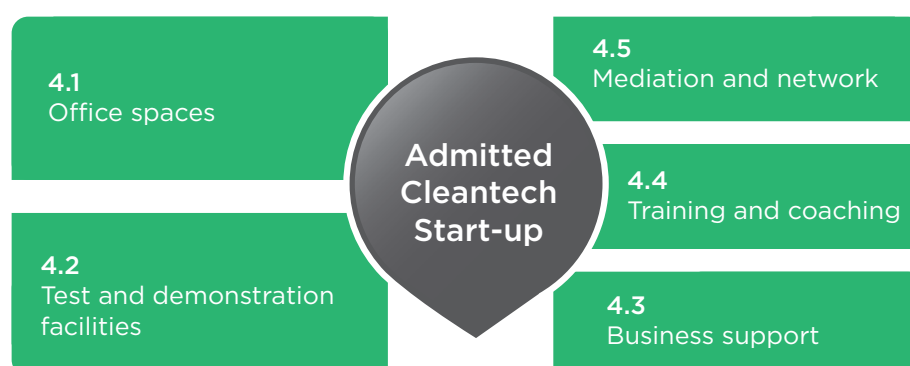 4.1
Office spaces
4.2
Test and demonstration
facilities
Admitted
Cleantech
Start-up
4.5
Mediation and network
4.4
Training and coaching
4.3
Business support